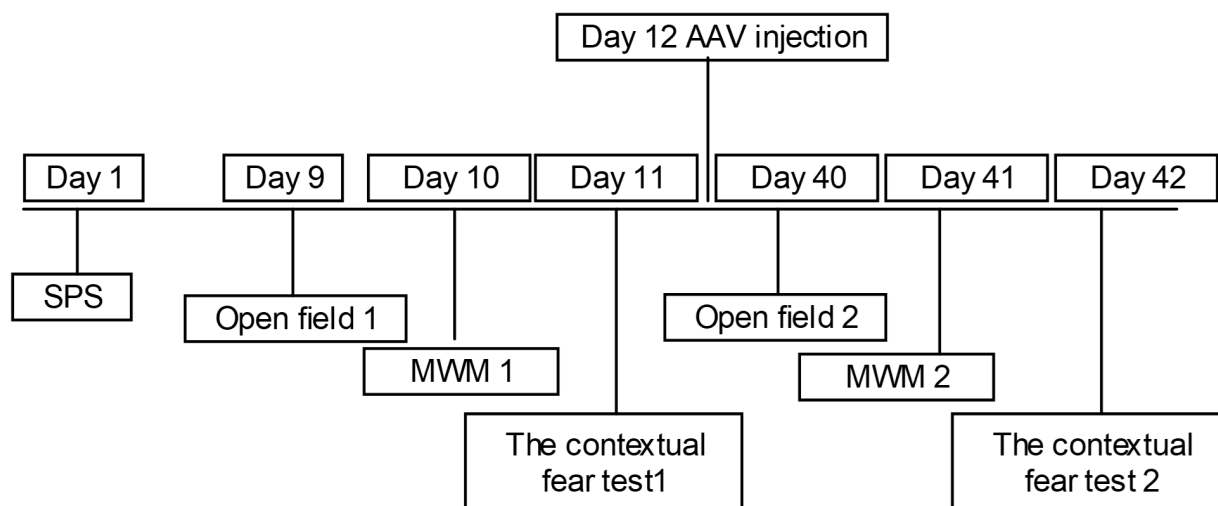 Day 12 AAV injection
Day 1
Day 9
Day 10
Day 11
Day 40
Day 41
Day 42
SPS
Open field 1
MWM 1
The contextual
fear test1
Open field 2
MWM 2
The contextual
fear test 2